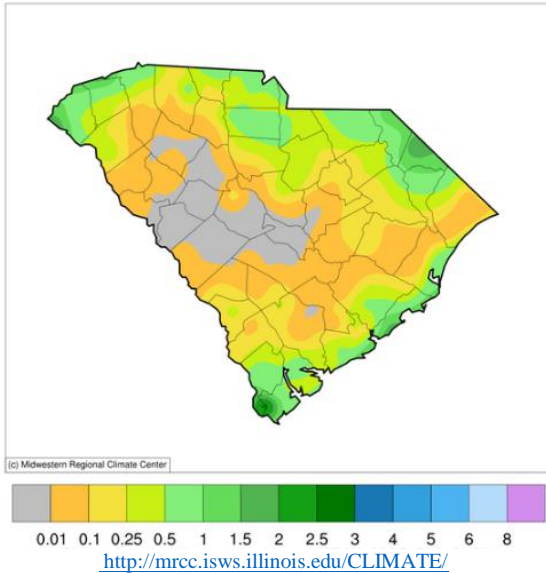 (c) Midwestern Regional Climate Center
0.01 0.1 0.25 0.5 1 1.5 2 2.5 3 4 5 6 8
http://mrcc.isws.illinois.edu/CLIMATE/